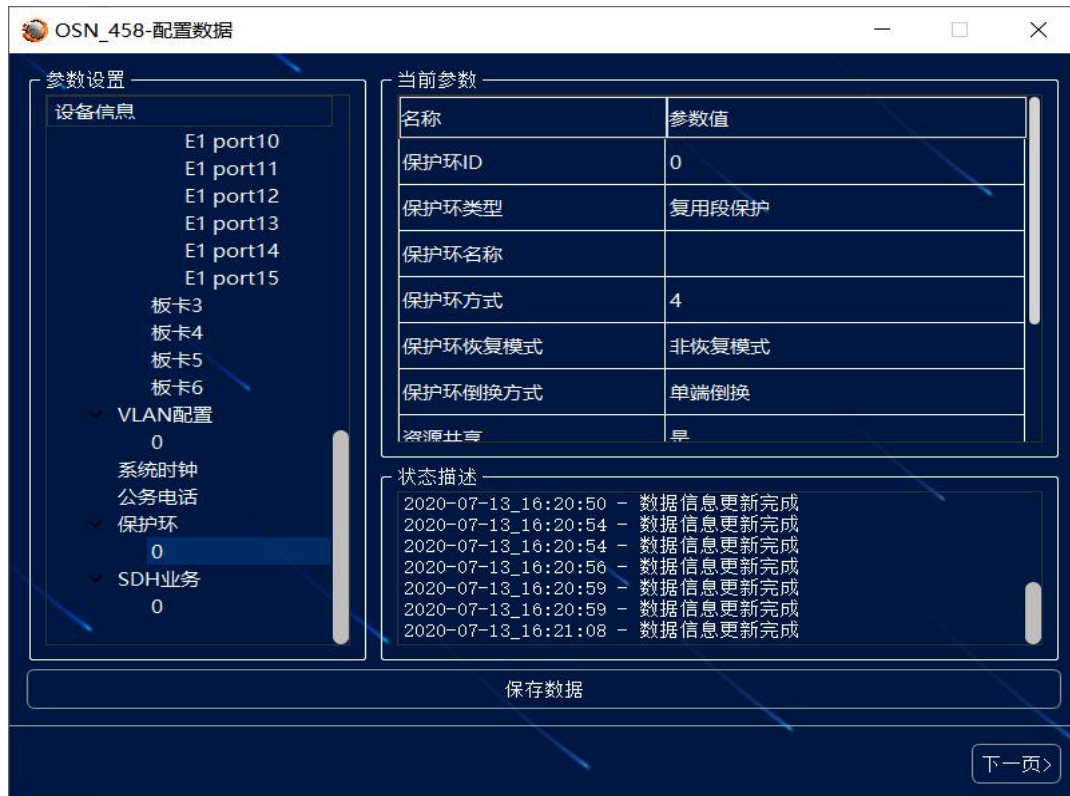 OSN_458-配置数据
参数设置
设备信息
E1 port10
E1 port11
E1 port12
E1 port13
E1 port14
E1 port15
板卡3
板卡4
板卡5
板卡6
VLAN配置
0
系统时钟
公务电话
保护环
0
SDH业务
0
当前参数
名称 参数值
保护环ID 0
保护环类型 复用段保护
保护环名称
保护环方式 4
保护环恢复模式 非恢复模式
保护环倒换方式 单端倒换
资源共享 是
状态描述
2020-07-13_16:20:50 - 数据信息更新完成
2020-07-13_16:20:54 - 数据信息更新完成
2020-07-13_16:20:54 - 数据信息更新完成
2020-07-13_16:20:56 - 数据信息更新完成
2020-07-13_16:20:59 - 数据信息更新完成
2020-07-13_16:20:59 - 数据信息更新完成
2020-07-13_16:21:08 - 数据信息更新完成
保存数据
下一页>